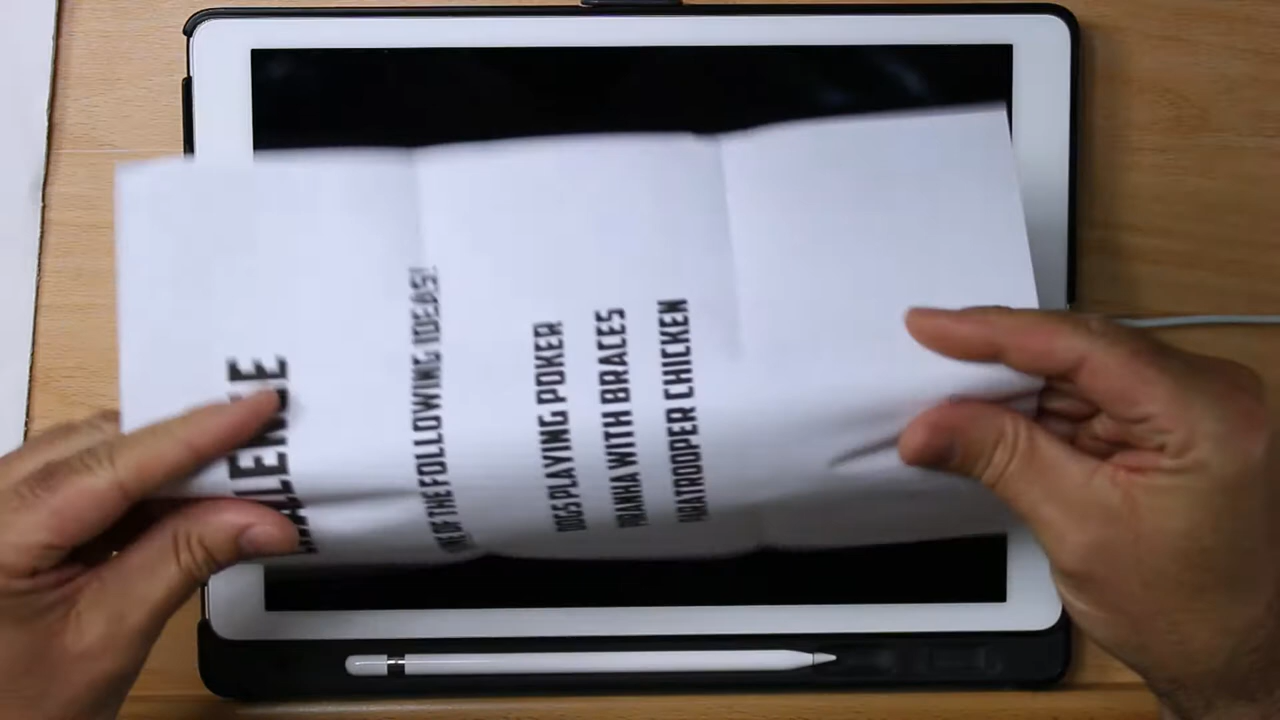 CHALLENGE
OF THE FOLLOWING IDEAS!
DOGS PLAYING POKER
PIRANHA WITH BRACES
PARATROOPER CHICKEN